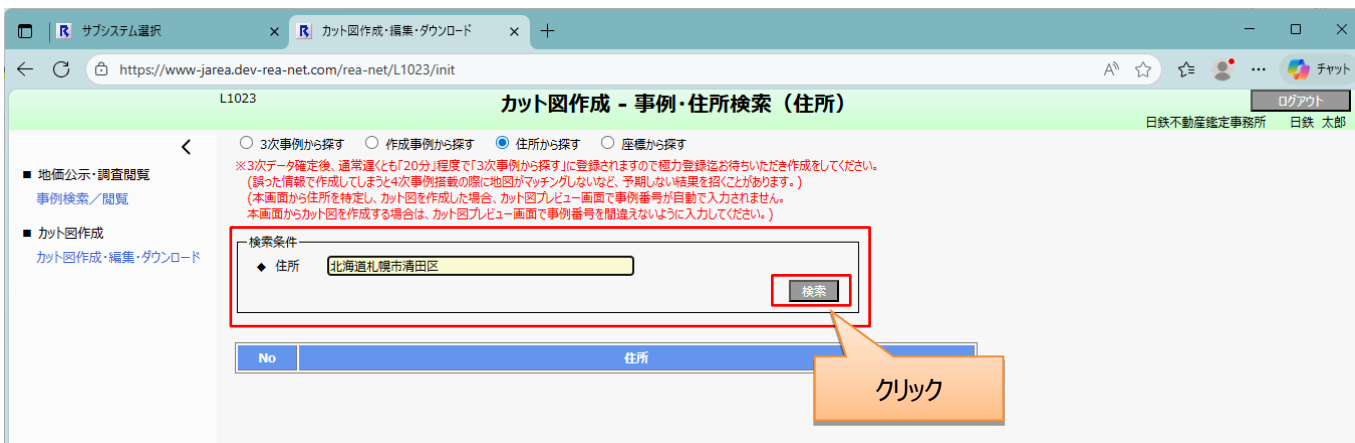 サブシステム選択
カット図作成・編集・ダウンロード
https://www-jarea.dev-rea-net.com/rea-net/L1023/init
チャット
L1023
カット図作成 - 事例・住所検索（住所）
ログアウト
日鉄不動産鑑定事務所 日鉄 太郎
3次事例から探す 作成事例から探す 住所から探す 座標から探す
※3次データ確定後、通常遅くとも「20分」程度で「3次事例から探す」に登録されますので極力登録迄お待ちいただき作成をしてください。
（誤った情報で作成してしまうと4次事例搭載の際に地図がマッチングしないなど、予期しない結果を招くことがあります。）
（本画面から住所を特定し、カット図を作成した場合、カット図プレビュー画面で事例番号が自動で入力されません。
本画面からカット図を作成する場合は、カット図プレビュー画面で事例番号を間違えないように入力してください。）
■ 地価公示・調査閲覧
事例検索／閲覧
■ カット図作成
カット図作成・編集・ダウンロード
検索条件
◆ 住所 北海道札幌市清田区
検索
No 住所
クリック